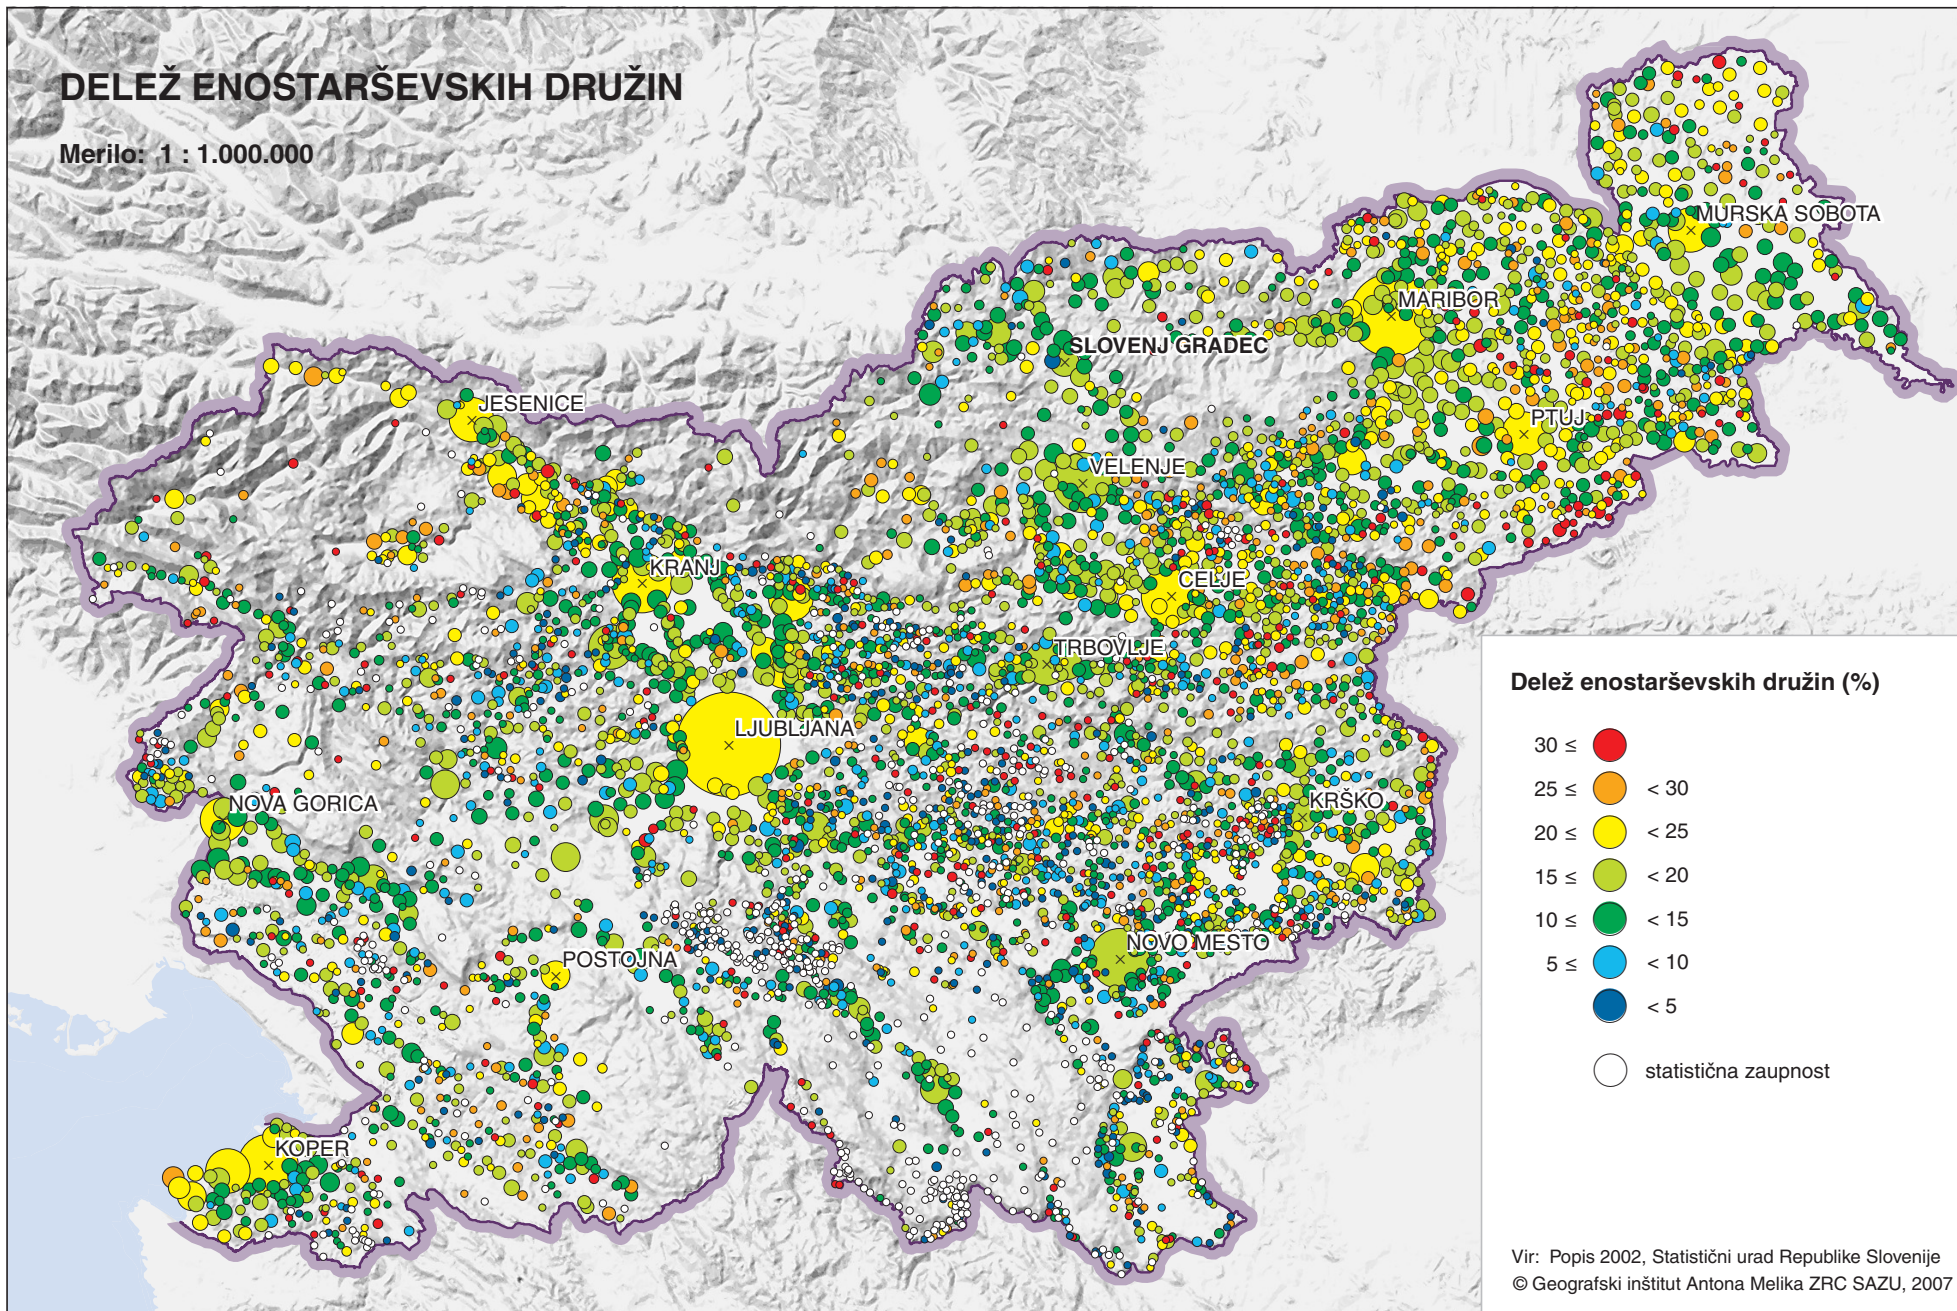 DELEŽ ENOSTARŠEVSKIH DRUŽIN
Merilo: 1 : 1.000.000
MURSKA SOBOTA
MARIBOR
SLOVENJ GRADEC
JESENICE
PTUJ
VELENJE
KRANJ
CELJE
TRBOVLJE
LJUBLJANA
NOVA GORICA
KRŠKO
NOVO MESTO
POSTOJNA
KOPER
Delež enostarševskih družin (%)
30 ≤
25 ≤ < 30
20 ≤ < 25
15 ≤ < 20
10 ≤ < 15
5 ≤ < 10
< 5
statistična zaupnost
Vir: Popis 2002, Statistični urad Republike Slovenije
© Geografski inštitut Antona Melika ZRC SAZU, 2007